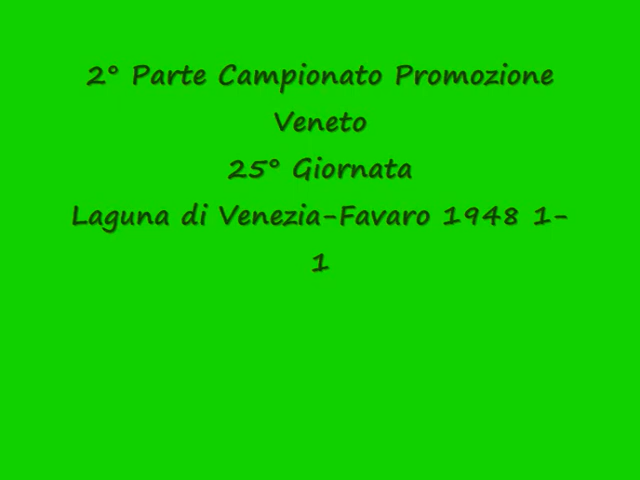 2° Parte Campionato Promozione
Veneto
25° Giornata
Laguna di Venezia-Favaro 1948 1-
1